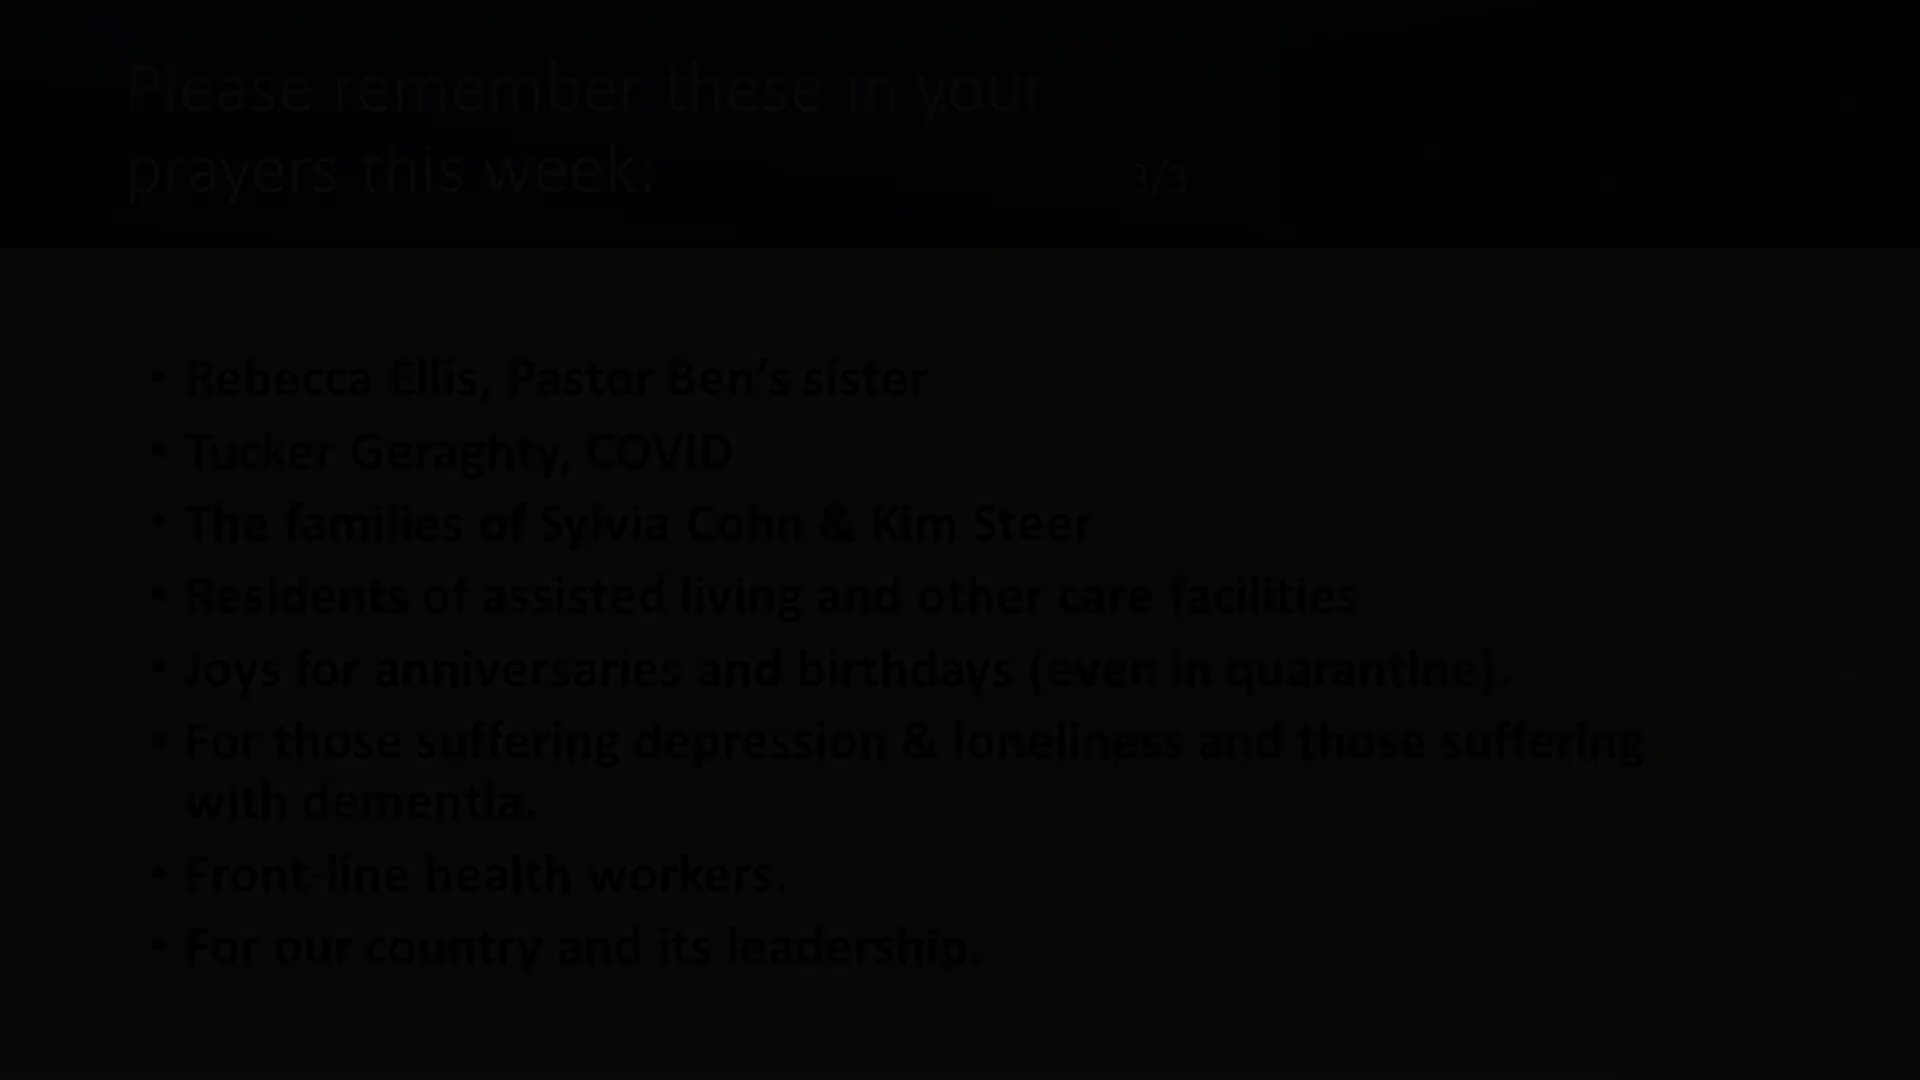 Please remember these in your
prayers this week:
3/3
• Rebecca Ellis, Pastor Ben’s sister
• Tucker Geraghty, COVID
• The families of Sylvia Cohn & Kim Steer
• Residents of assisted living and other care facilities
• Joys for anniversaries and birthdays (even in quarantine).
• For those suffering depression & loneliness and those suffering
with dementia.
• Front-line health workers.
• For our country and its leadership.